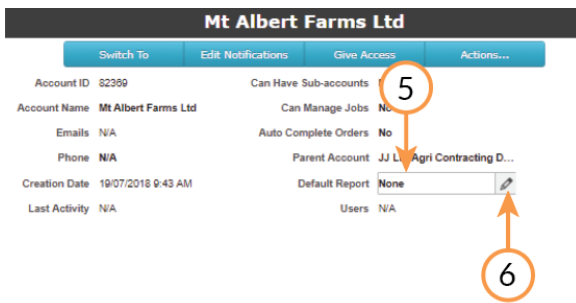 Mt Albert Farms Ltd
Switch To Edit Notifications Give Access Actions...
Account ID 82369 Can Have Sub-accounts
5
Account Name Mt Albert Farms Ltd Can Manage Jobs No
Emails N/A Auto Complete Orders No
Phone N/A Parent Account JJ Agri Contracting D...
Creation Date 19/07/2018 9:43 AM Default Report None
Last Activity N/A Users N/A
6